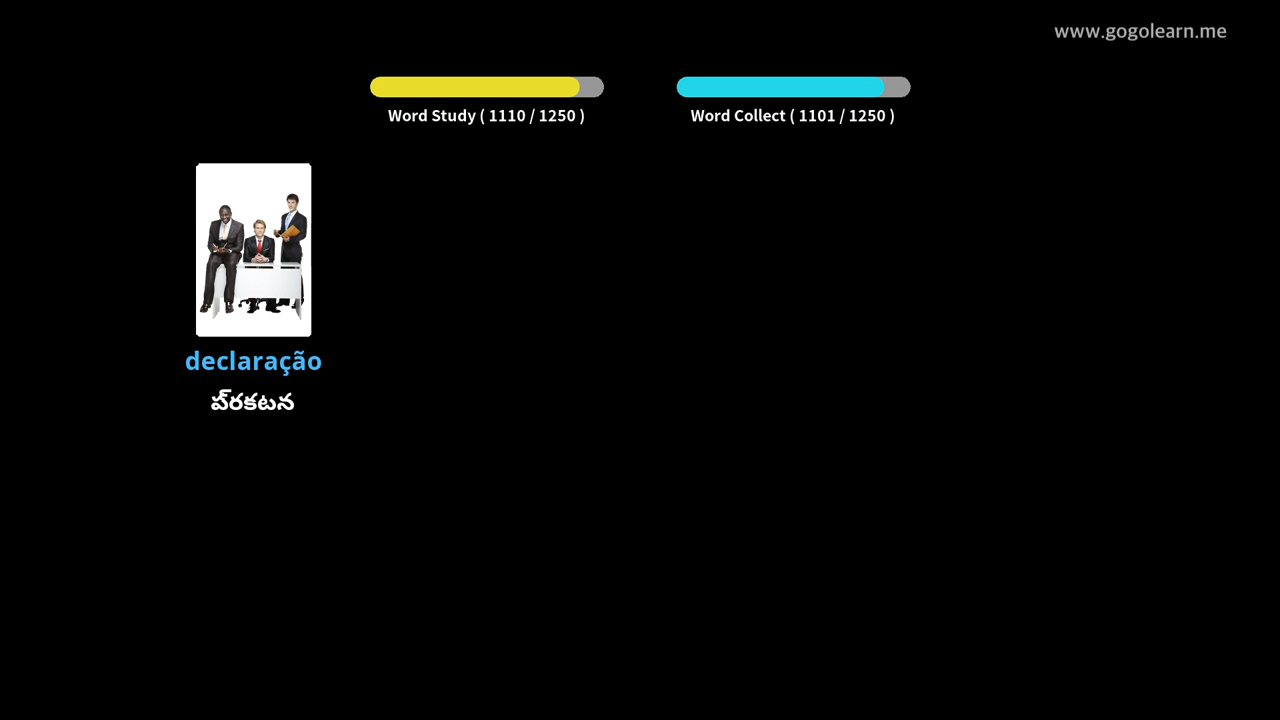 www.gogolearn.me
Word Study ( 1110 / 1250 )
Word Collect ( 1101 / 1250 )
declaração
ప్రకటన